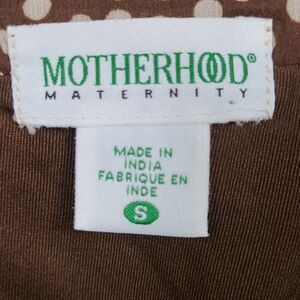 MOTHERHOOD®
MATERNITY
MADE IN
INDIA
FABRIQUE EN
INDE
S